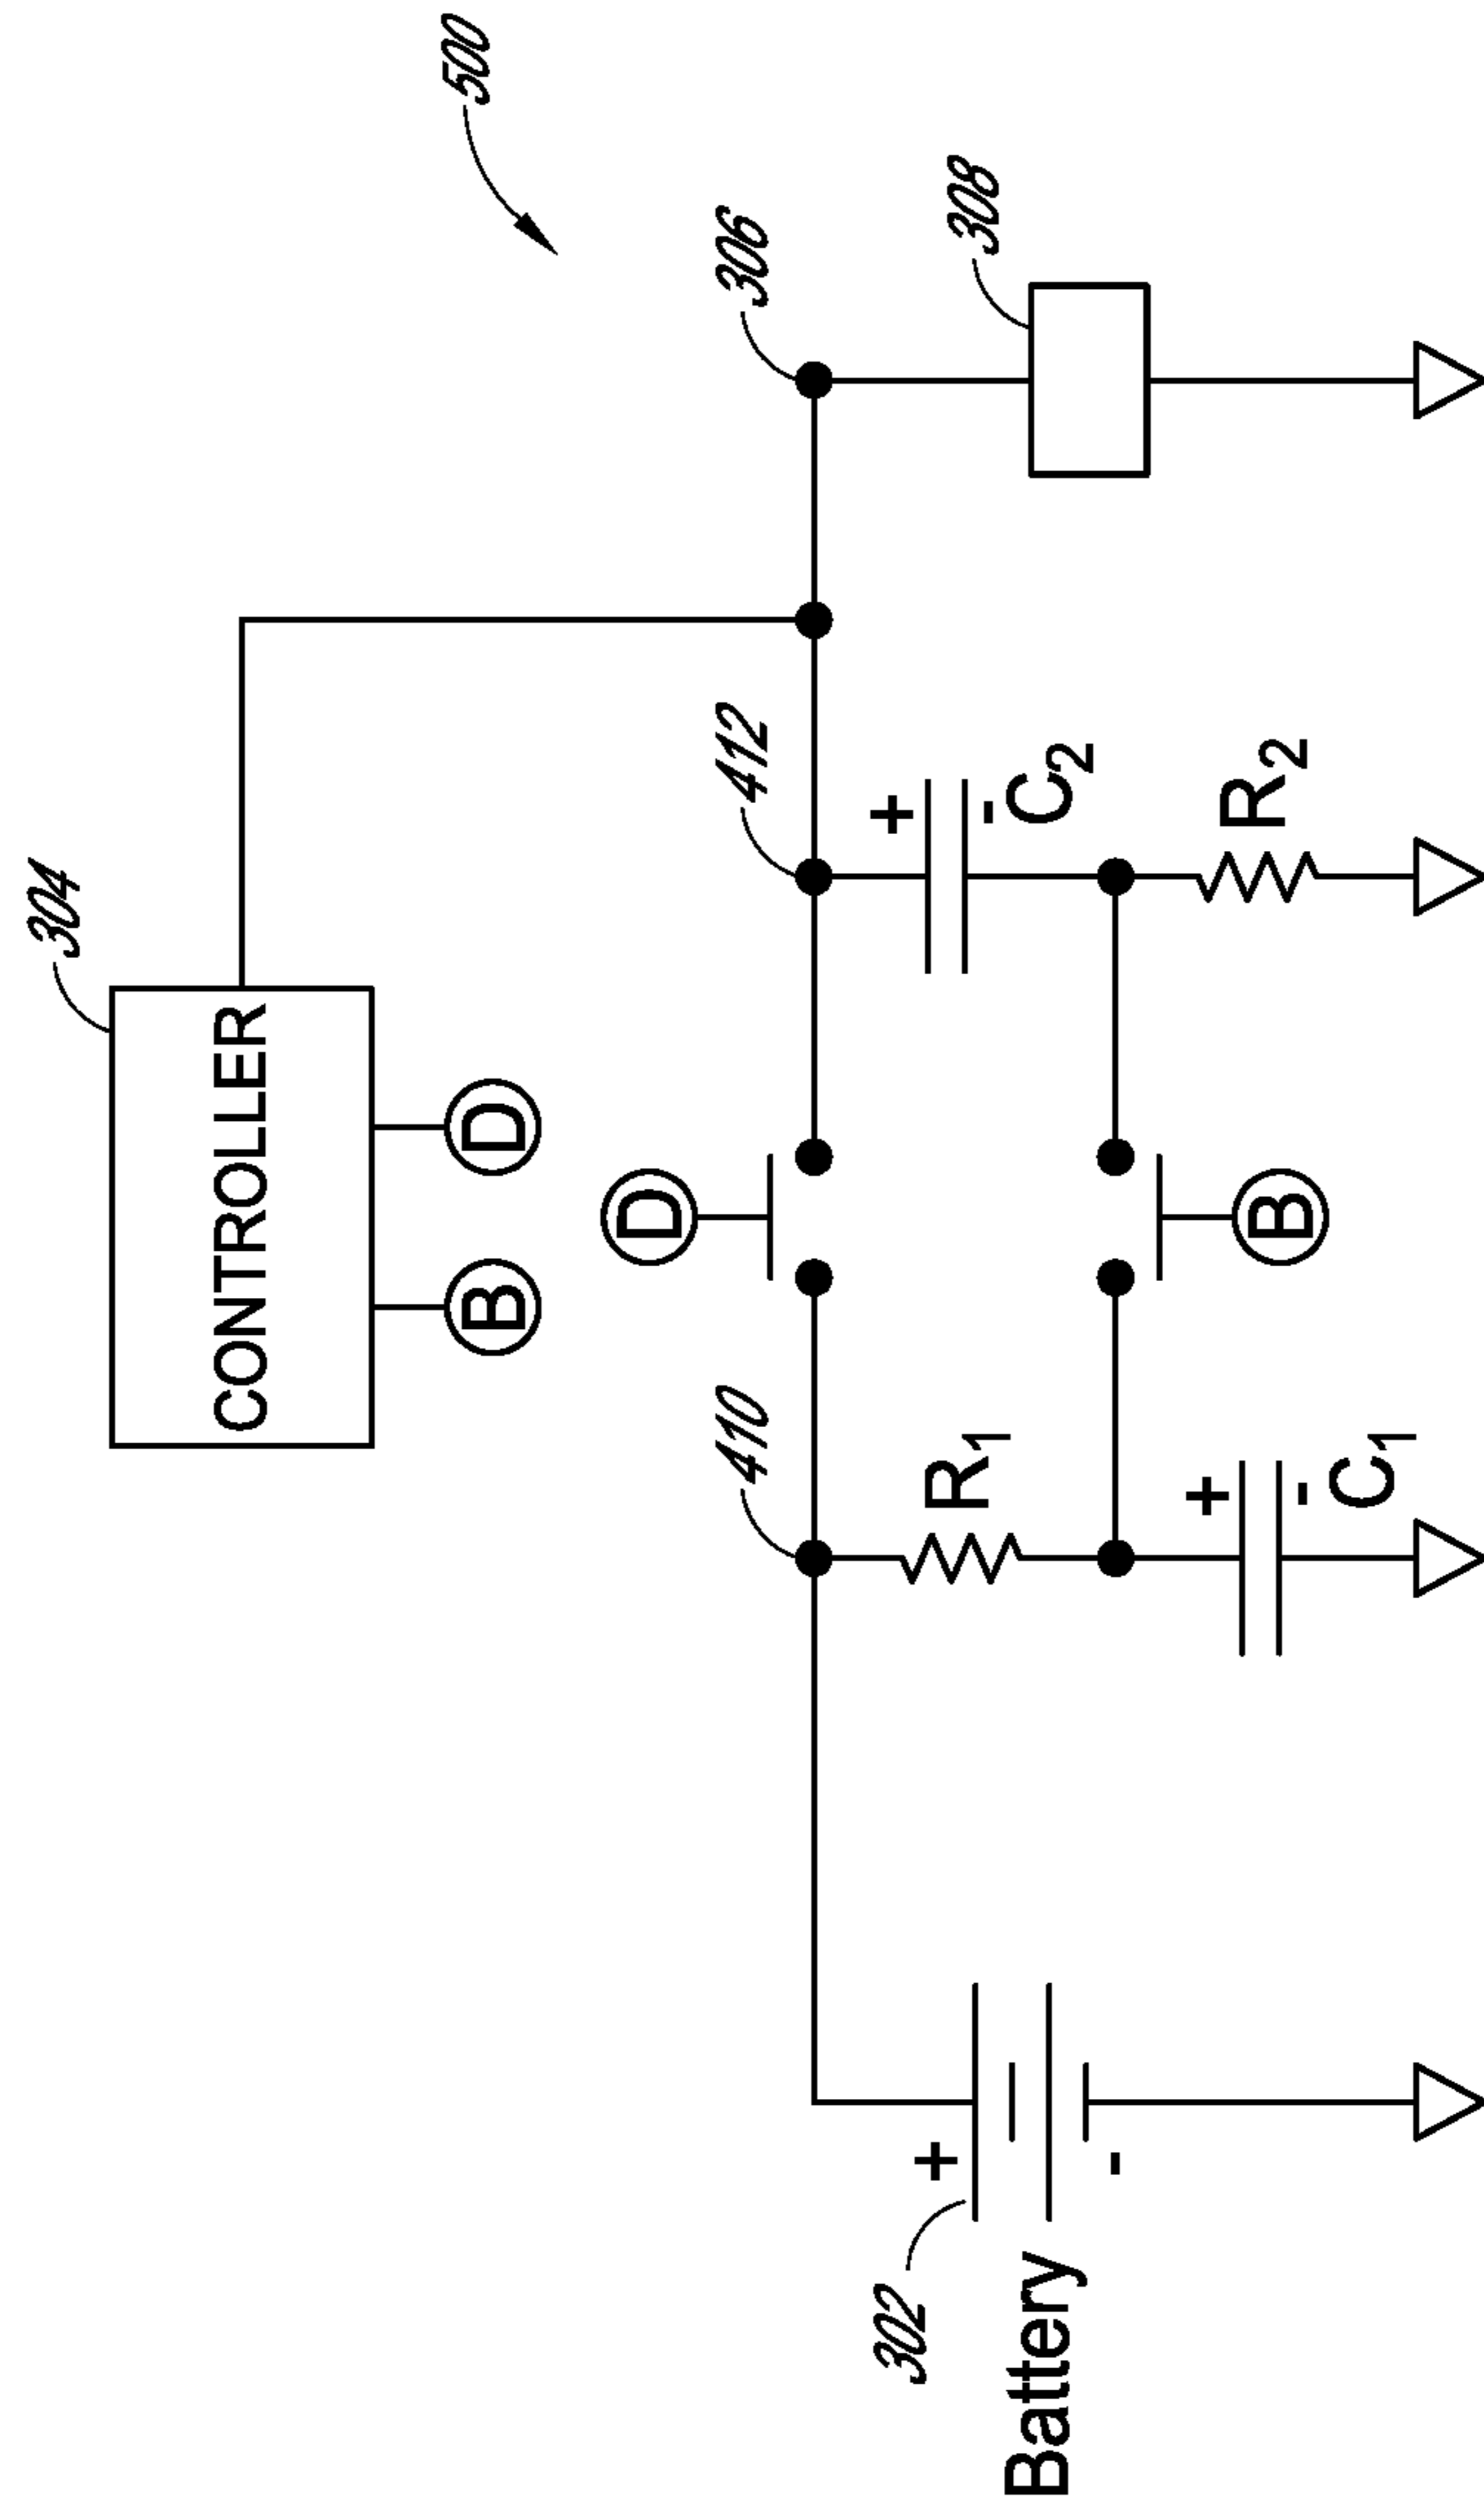 304
CONTROLLER
B
D
500
D
410
412
306
302
+
-
Battery
R1
+
-
C1
B
+
-
C2
R2
308